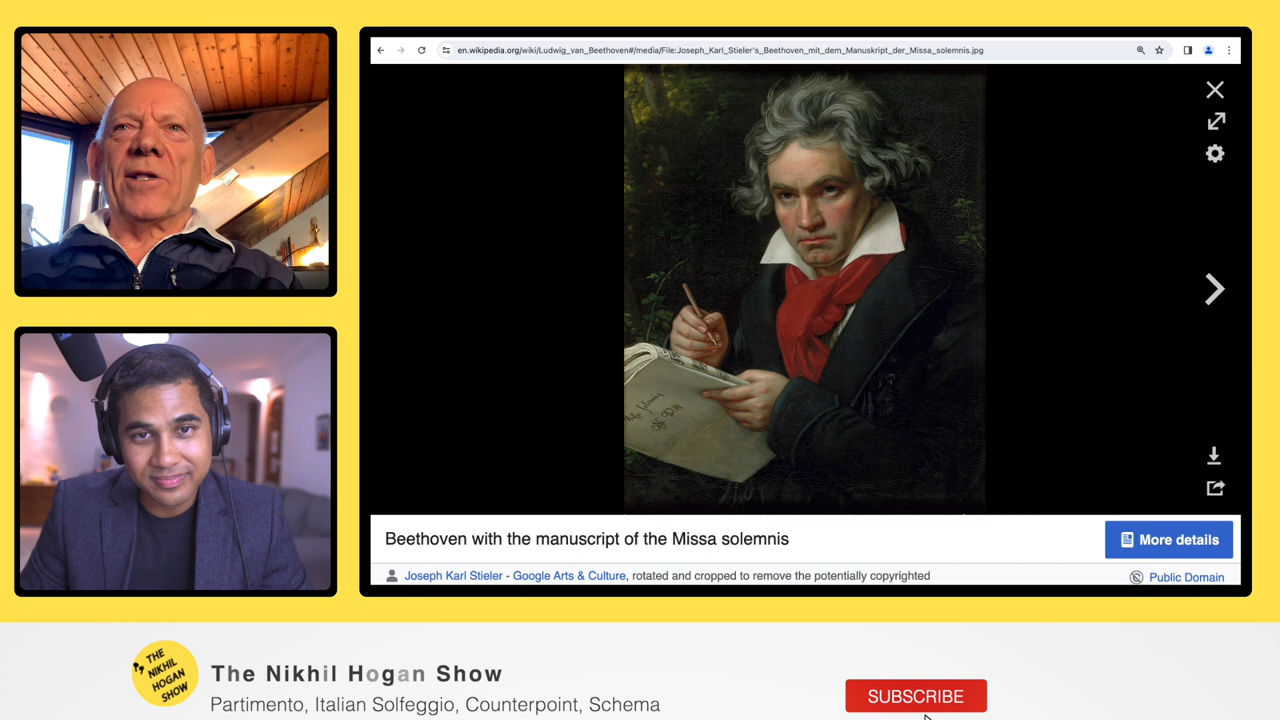 en.wikipedia.org/wiki/Ludwig_van_Beethoven#/media/File:Joseph_Karl_Stieler's_Beethoven_mit_dem_Manuskript_der_Missa_solemnis.jpg
Beethoven with the manuscript of the Missa solemnis
More details
Joseph Karl Stieler - Google Arts & Culture, rotated and cropped to remove the potentially copyrighted
Public Domain
THE
NIKHIL
HOGAN
SHOW
The Nikhil Hogan Show
Partimento, Italian Solfeggio, Counterpoint, Schema
SUBSCRIBE